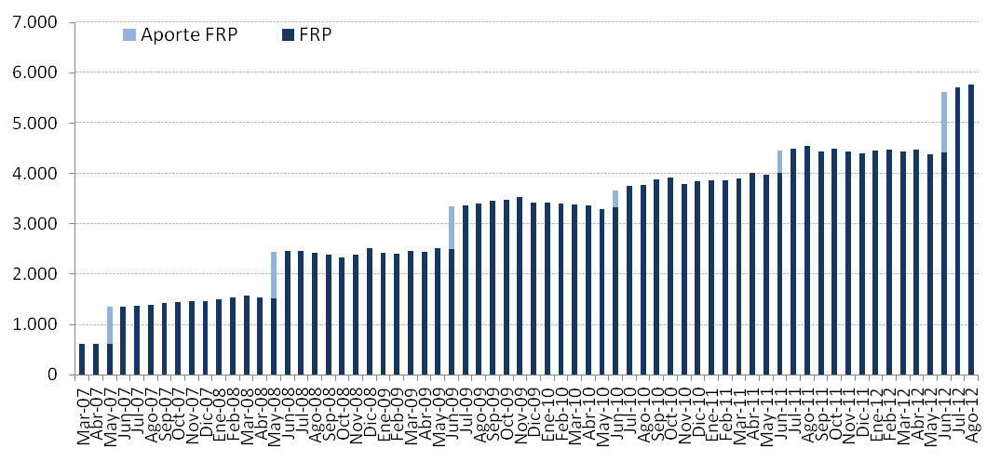 7.000
Aporte FRP FRP
6.000
5.000
4.000
3.000
2.000
1.000
0
Mar-07
Abr-07
May-07
Jun-07
Jul-07
Ago-07
Sep-07
Oct-07
Nov-07
Dic-07
Ene-08
Feb-08
Mar-08
Abr-08
May-08
Jun-08
Jul-08
Ago-08
Sep-08
Oct-08
Nov-08
Dic-08
Ene-09
Feb-09
Mar-09
Abr-09
May-09
Jun-09
Jul-09
Ago-09
Sep-09
Oct-09
Nov-09
Dic-09
Ene-10
Feb-10
Mar-10
Abr-10
May-10
Jun-10
Jul-10
Ago-10
Sep-10
Oct-10
Nov-10
Dic-10
Ene-11
Feb-11
Mar-11
Abr-11
May-11
Jun-11
Jul-11
Ago-11
Sep-11
Oct-11
Nov-11
Dic-11
Ene-12
Feb-12
Mar-12
Abr-12
May-12
Jun-12
Jul-12
Ago-12